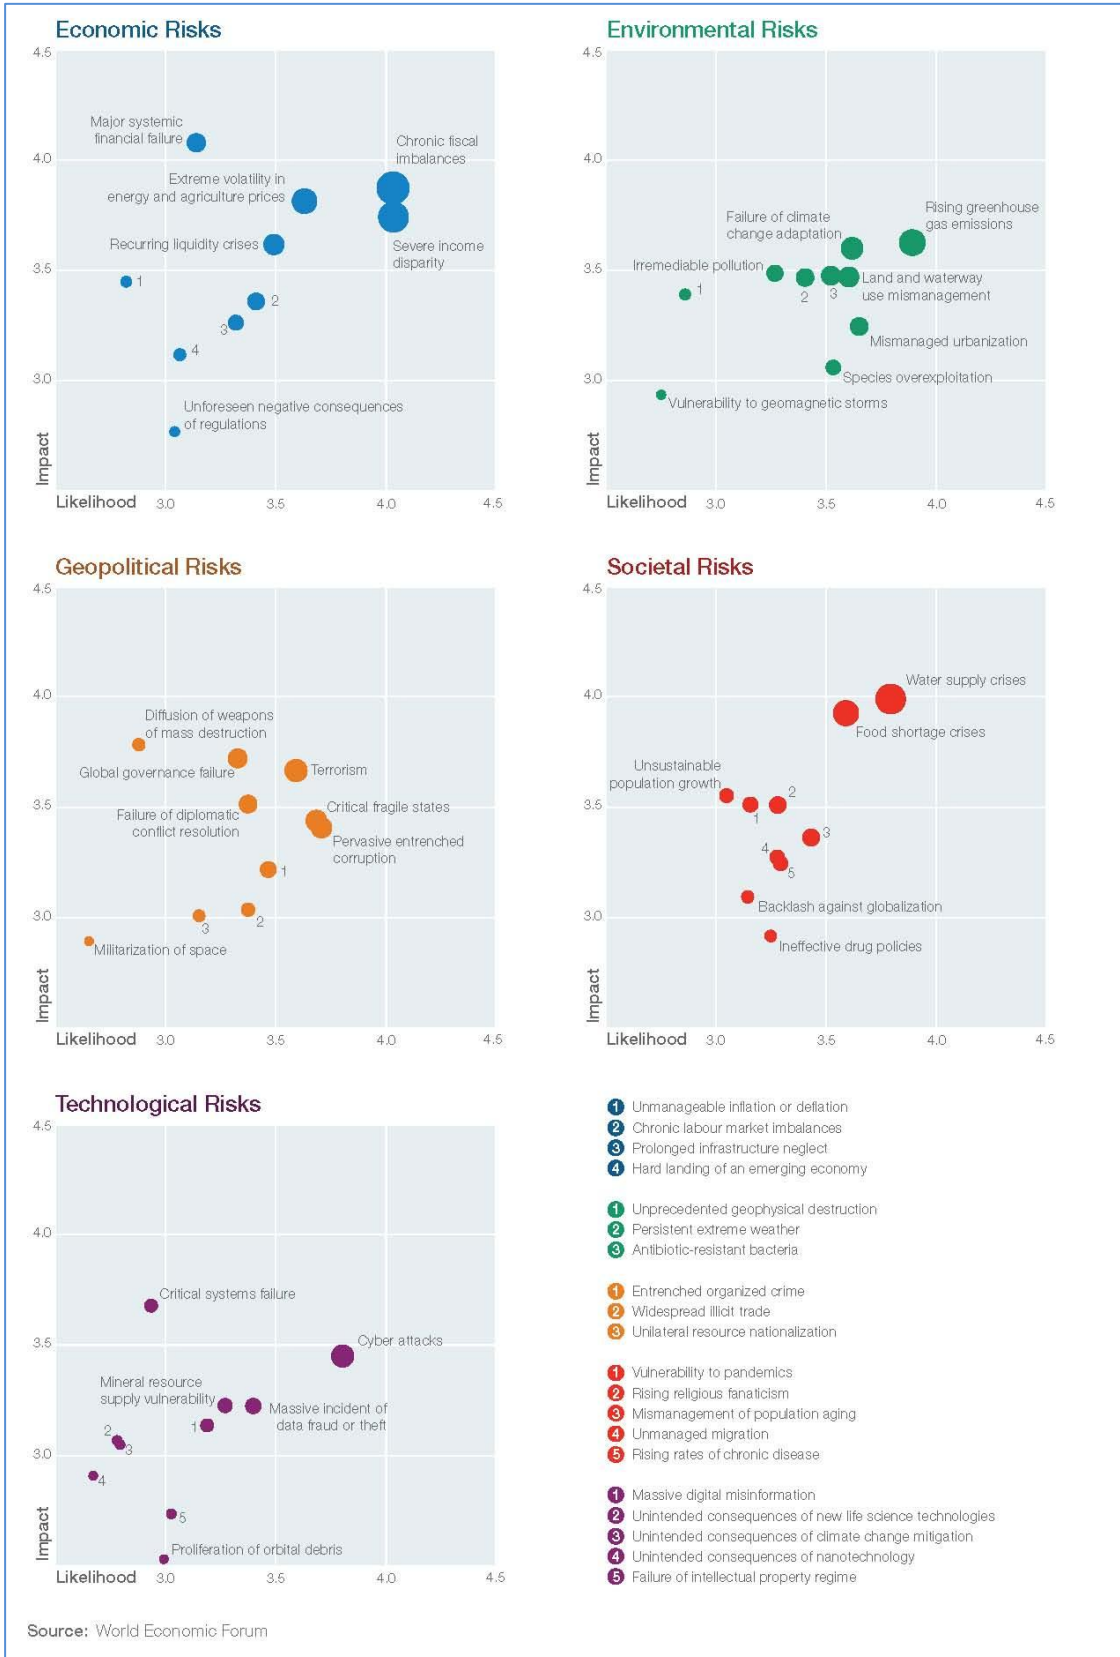 Economic Risks
4.5
Major systemic
financial failure
Chronic fiscal
imbalances
4.0
Extreme volatility in
energy and agriculture prices
Recurring liquidity crises
Severe income
disparity
3.5
1
2
3
4
3.0
Unforeseen negative consequences
of regulations
Impact
Likelihood
3.0
3.5
4.0
4.5
Environmental Risks
4.5
4.0
Rising greenhouse
gas emissions
Failure of climate
change adaptation
Irremediable pollution
3.5
Land and waterway
use mismanagement
1
2
3
Mismanaged urbanization
Species overexploitation
3.0
Vulnerability to geomagnetic storms
Impact
Likelihood
3.0
3.5
4.0
4.5
Geopolitical Risks
4.5
4.0
Diffusion of weapons
of mass destruction
Global governance failure
Terrorism
Critical fragile states
3.5
Failure of diplomatic
conflict resolution
Pervasive entrenched
corruption
1
2
3
3.0
Militarization of space
Impact
Likelihood
3.0
3.5
4.0
4.5
Societal Risks
4.5
4.0
Water supply crises
Food shortage crises
Unsustainable
population growth
3.5
1
2
3
4
5
Backlash against globalization
3.0
Ineffective drug policies
Impact
Likelihood
3.0
3.5
4.0
4.5
Technological Risks
4.5
4.0
Critical systems failure
3.5
Cyber attacks
Mineral resource
supply vulnerability
Massive incident of
data fraud or theft
1
2
3
3.0
4
5
Proliferation of orbital debris
Impact
Likelihood
3.0
3.5
4.0
4.5
1 Unmanageable inflation or deflation
2 Chronic labour market imbalances
3 Prolonged infrastructure neglect
4 Hard landing of an emerging economy
1 Unprecedented geophysical destruction
2 Persistent extreme weather
3 Antibiotic-resistant bacteria
1 Entrenched organized crime
2 Widespread illicit trade
3 Unilateral resource nationalization
1 Vulnerability to pandemics
2 Rising religious fanaticism
3 Mismanagement of population aging
4 Unmanaged migration
5 Rising rates of chronic disease
1 Massive digital misinformation
2 Unintended consequences of new life science technologies
3 Unintended consequences of climate change mitigation
4 Unintended consequences of nanotechnology
5 Failure of intellectual property regime
Source: World Economic Forum